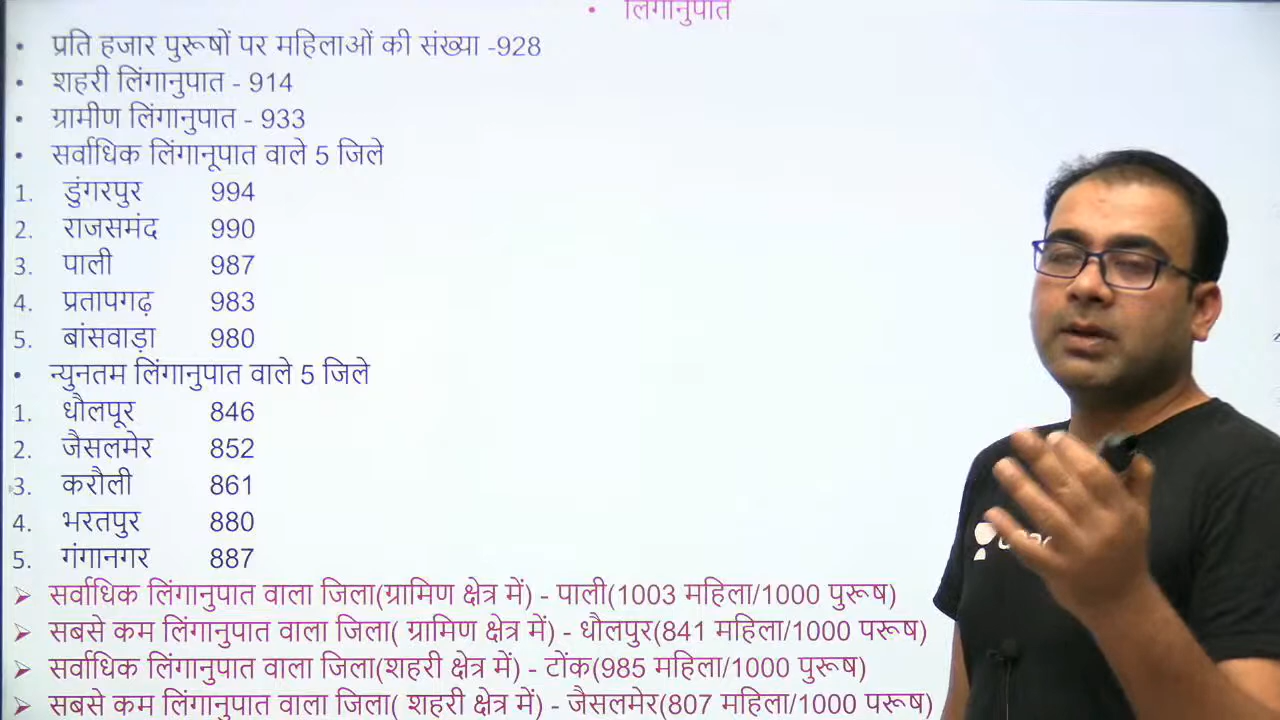 • लिंगानुपात
• प्रति हजार पुरूषों पर महिलाओं की संख्या -928
• शहरी लिंगानुपात - 914
• ग्रामीण लिंगानुपात - 933
• सर्वाधिक लिंगानूपात वाले 5 जिले
1. डुंगरपुर 994
2. राजसमंद 990
3. पाली 987
4. प्रतापगढ़ 983
5. बांसवाड़ा 980
• न्युनतम लिंगानुपात वाले 5 जिले
1. धौलपूर 846
2. जैसलमेर 852
3. करौली 861
4. भरतपुर 880
5. गंगानगर 887
➢ सर्वाधिक लिंगानुपात वाला जिला(ग्रामिण क्षेत्र में) - पाली(1003 महिला/1000 पुरूष)
➢ सबसे कम लिंगानुपात वाला जिला( ग्रामिण क्षेत्र में) - धौलपुर(841 महिला/1000 परूष)
➢ सर्वाधिक लिंगानुपात वाला जिला(शहरी क्षेत्र में) - टोंक(985 महिला/1000 पुरूष)
➢ सबसे कम लिंगानुपात वाला जिला( शहरी क्षेत्र में) - जैसलमेर(807 महिला/1000 परूष)